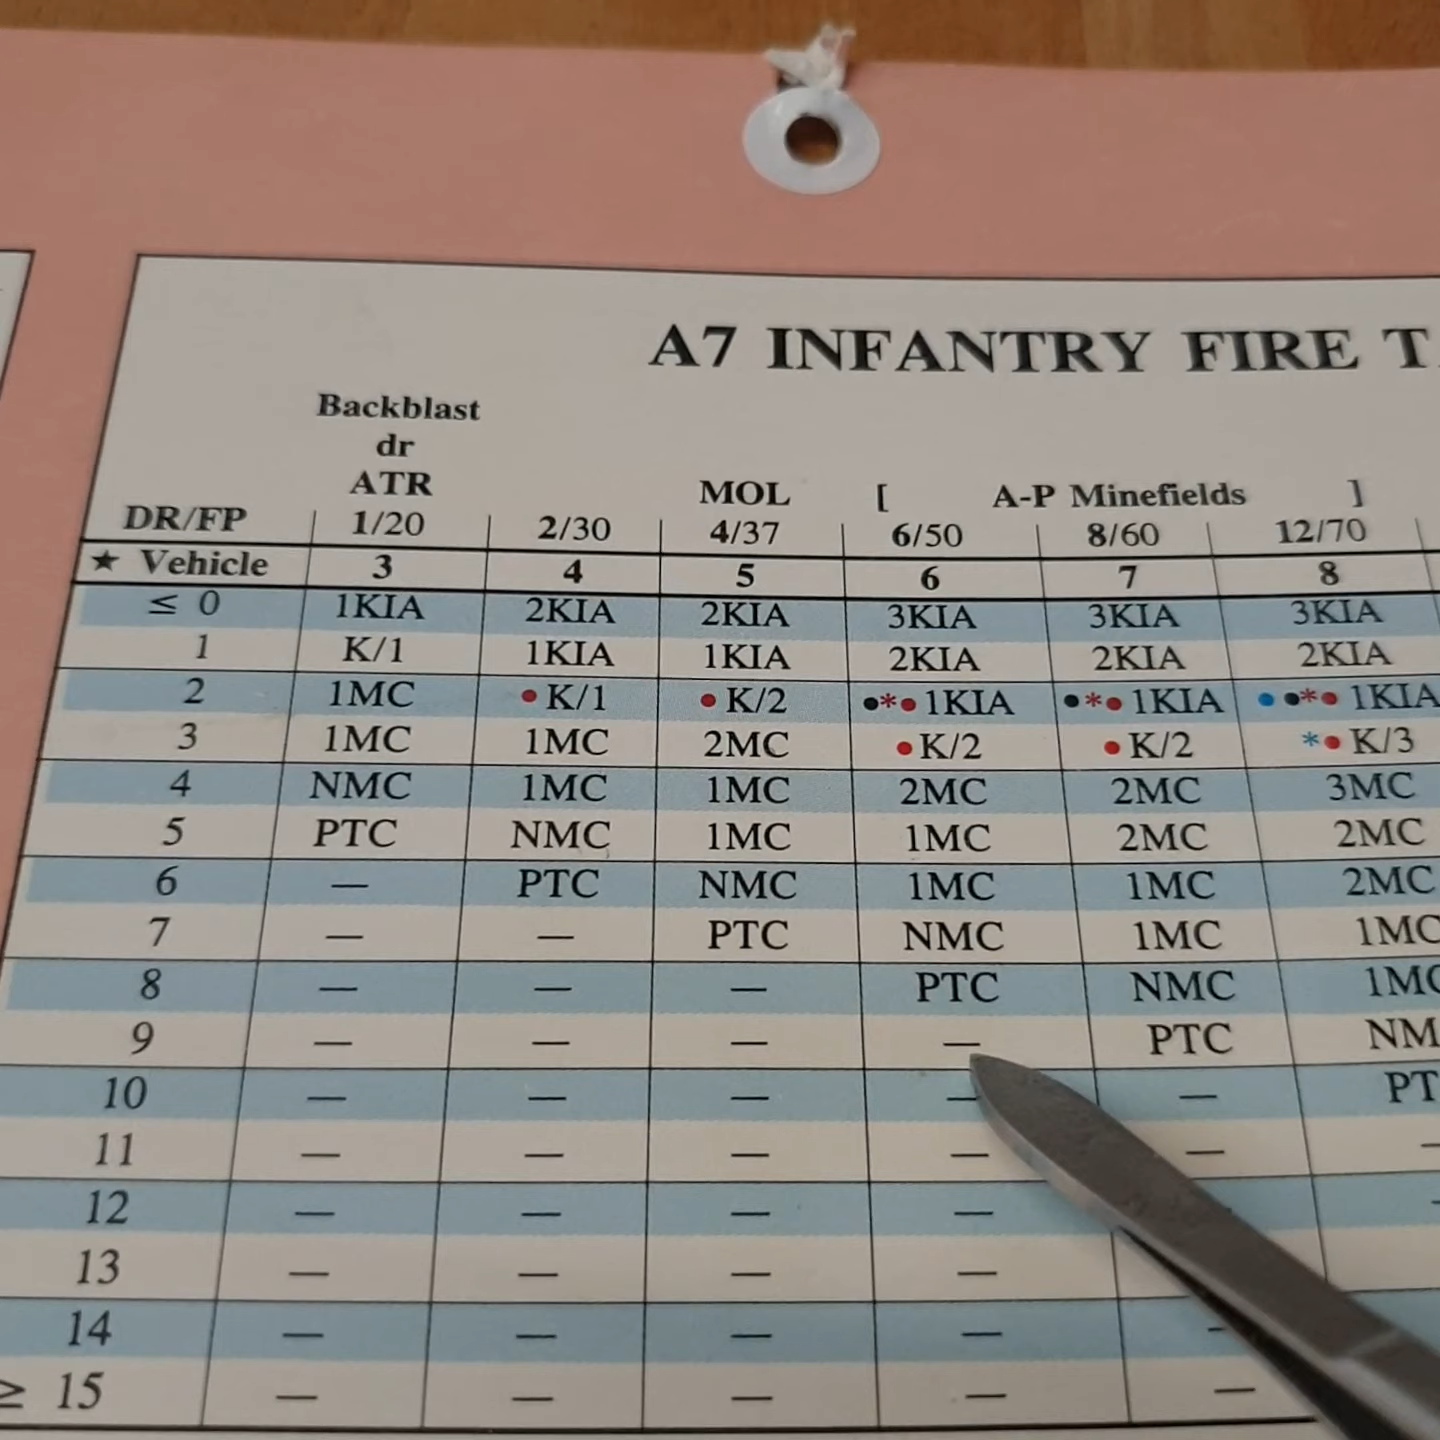 A7 INFANTRY FIRE T
Backblast
dr
ATR MOL [ A-P Minefields ]
DR/FP 1/20 2/30 4/37 6/50 8/60 12/70
★ Vehicle 3 4 5 6 7 8
≤ 0 1KIA 2KIA 2KIA 3KIA 3KIA 3KIA
1 K/1 1KIA 1KIA 2KIA 2KIA 2KIA
2 1MC •K/1 •K/2 •*•1KIA •*•1KIA ••*•1KIA
3 1MC 1MC 2MC •K/2 •K/2 *•K/3
4 NMC 1MC 1MC 2MC 2MC 3MC
5 PTC NMC 1MC 1MC 2MC 2MC
6 — PTC NMC 1MC 1MC 2MC
7 — — PTC NMC 1MC 1MC
8 — — — PTC NMC 1MC
9 — — — — PTC NM
10 — — — — — PT
11 — — — — — —
12 — — — — —
13 — — — —
14 — — — — -
≥ 15 — — — — —